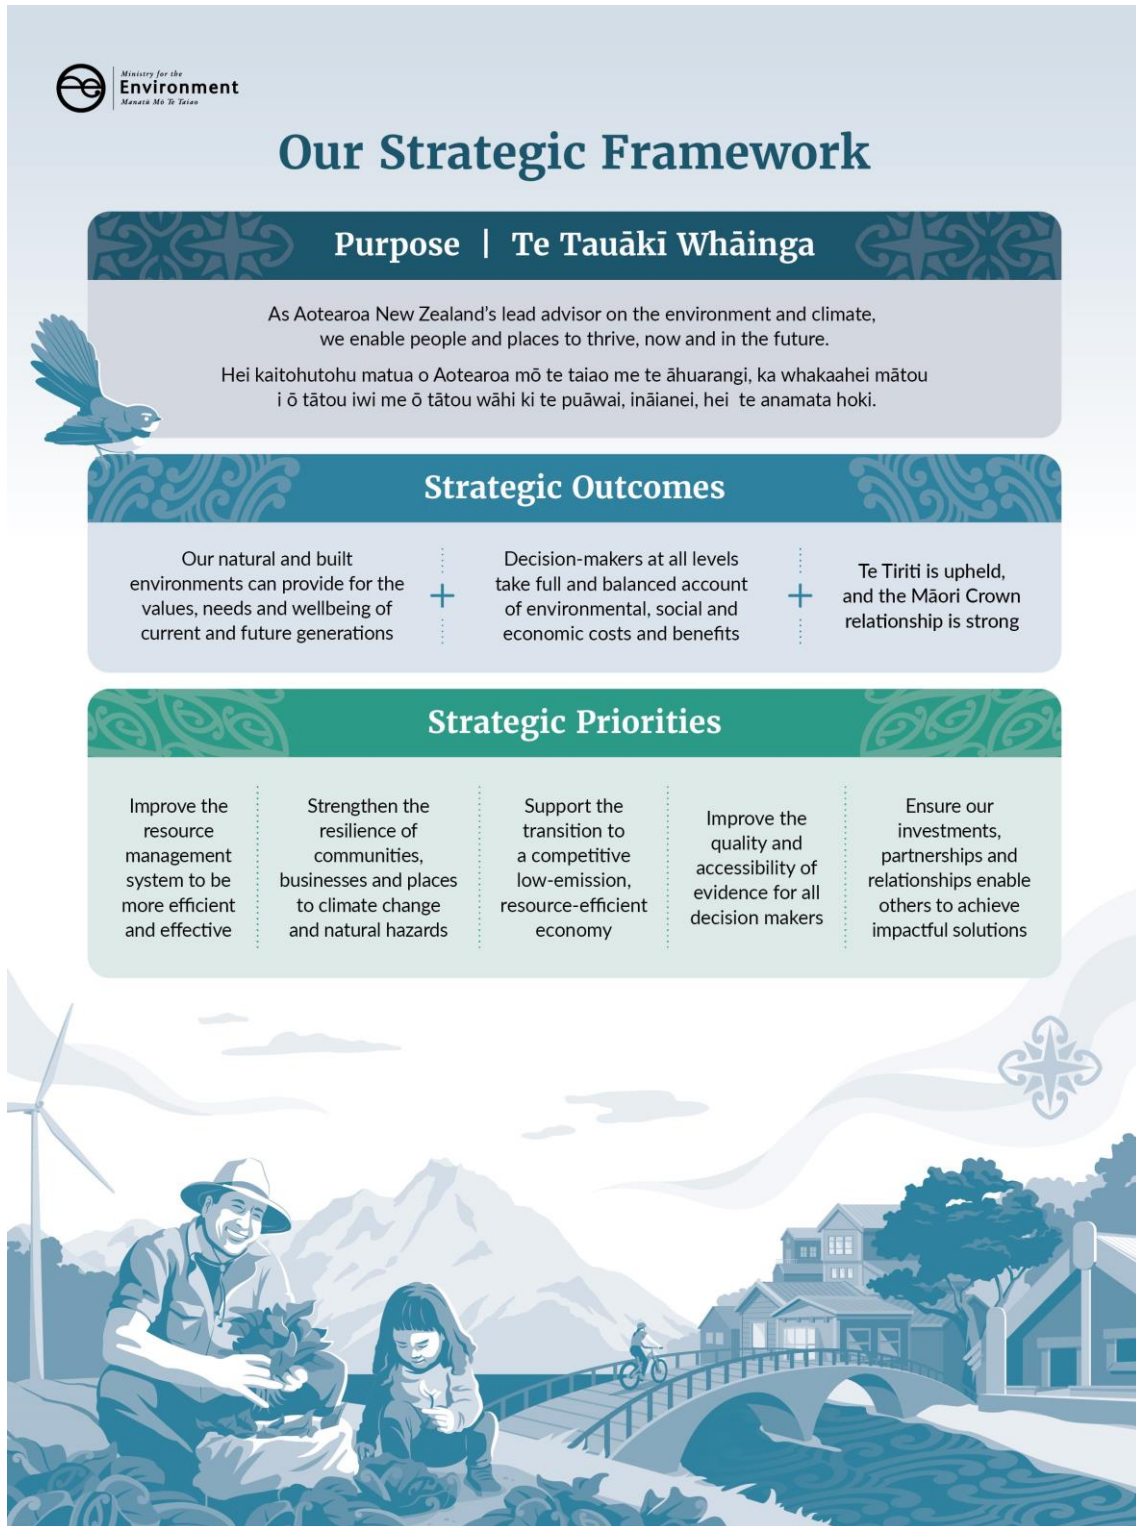 Ministry for the
Environment
Manatū Mō Te Taiao
Our Strategic Framework
Purpose | Te Tauākī Whāinga
As Aotearoa New Zealand’s lead advisor on the environment and climate,
we enable people and places to thrive, now and in the future.
Hei kaitohutohu matua o Aotearoa mō te taiao me te āhuarangi, ka whakaahei mātou
i ō tātou iwi me ō tātou wāhi ki te puāwai, ināianei, hei te anamata hoki.
Strategic Outcomes
Our natural and built
environments can provide for the
values, needs and wellbeing of
current and future generations
+
Decision-makers at all levels
take full and balanced account
of environmental, social and
economic costs and benefits
+
Te Tiriti is upheld,
and the Māori Crown
relationship is strong
Strategic Priorities
Improve the
resource
management
system to be
more efficient
and effective
Strengthen the
resilience of
communities,
businesses and places
to climate change
and natural hazards
Support the
transition to
a competitive
low-emission,
resource-efficient
economy
Improve the
quality and
accessibility of
evidence for all
decision makers
Ensure our
investments,
partnerships and
relationships enable
others to achieve
impactful solutions